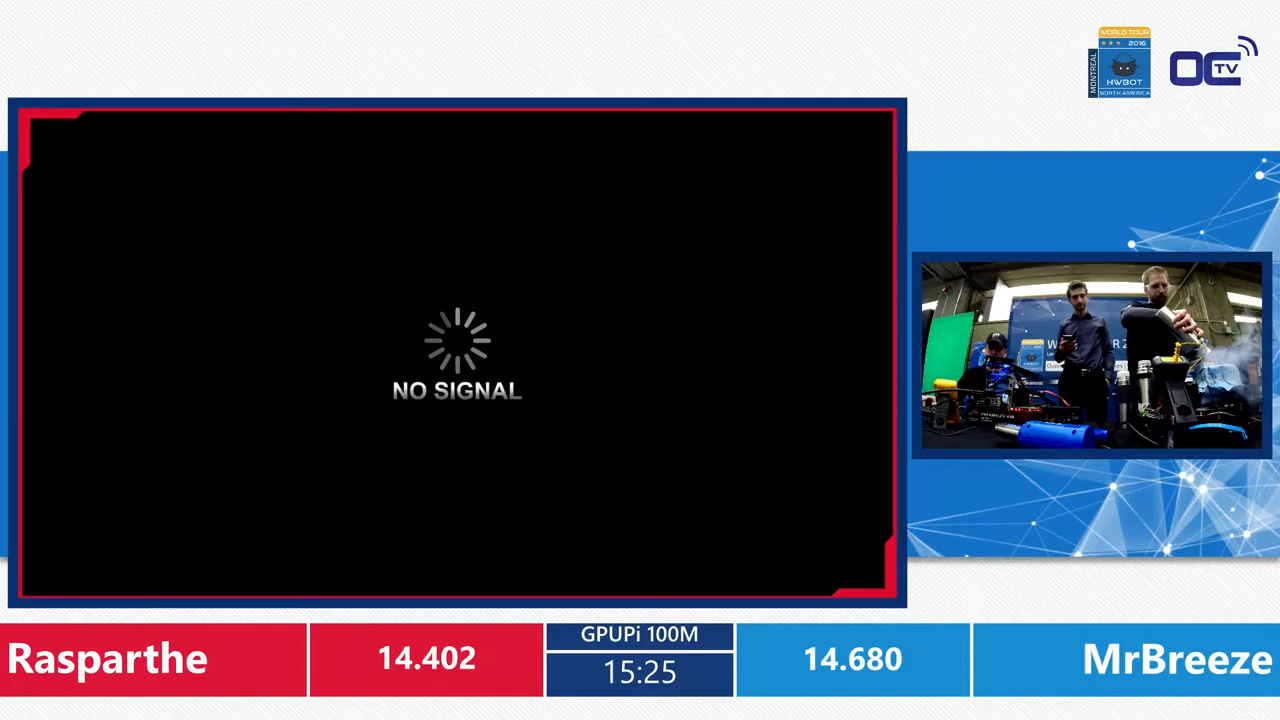 WORLD TOUR
2016
MONTREAL
HWBOT
NORTH AMERICA
OC
TV
NO SIGNAL
Rasparthe
14.402
GPUPi 100M
15:25
14.680
MrBreeze